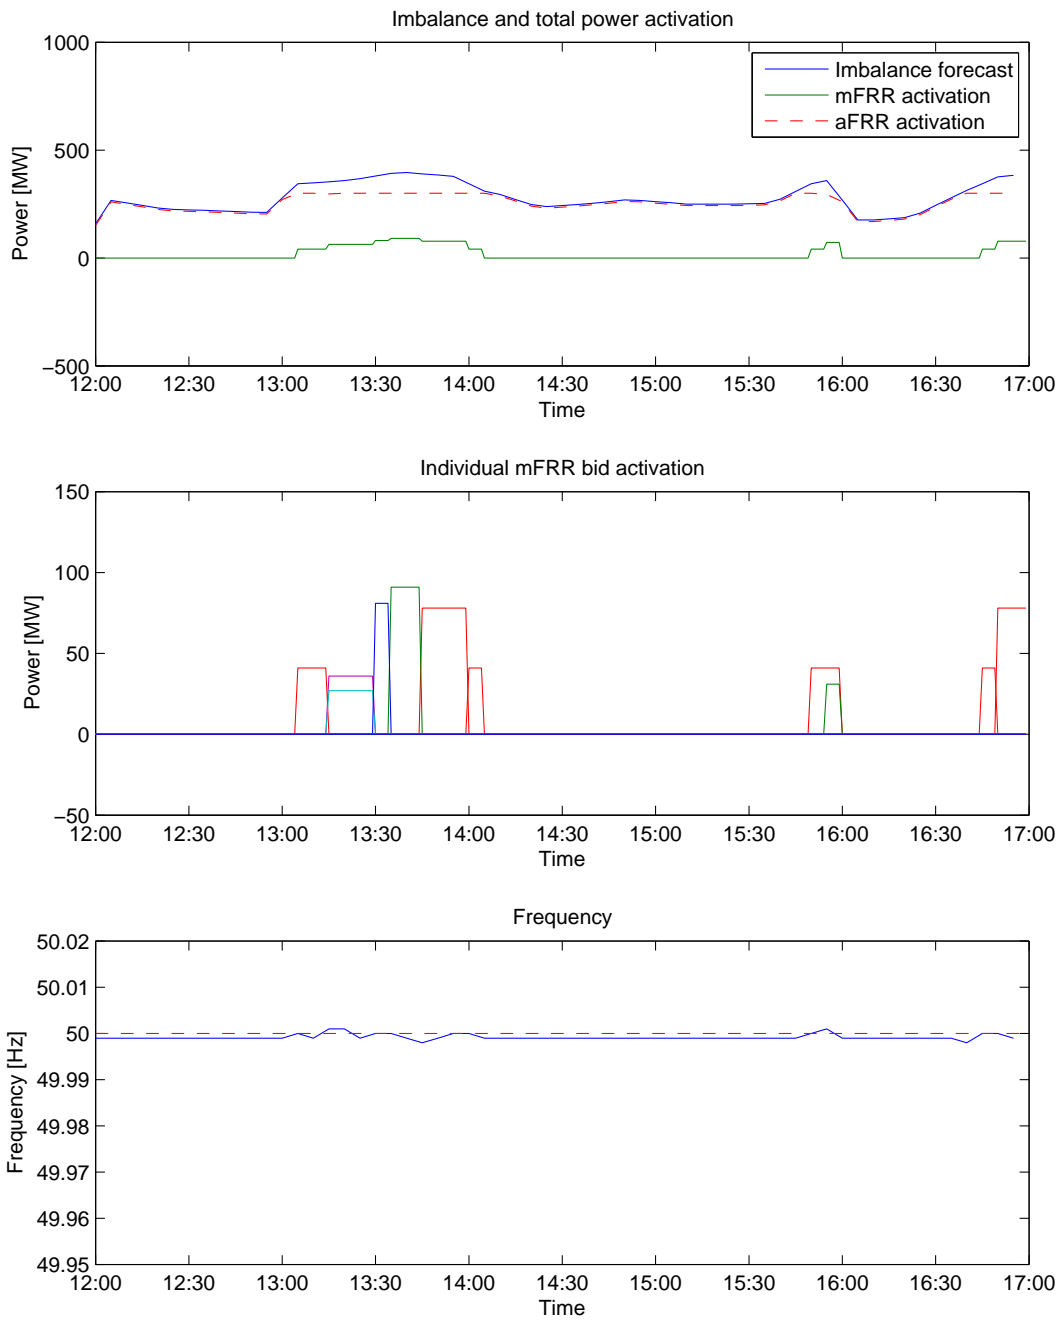 Imbalance and total power activation
1000
500
0
−500
Power [MW]
Imbalance forecast
mFRR activation
aFRR activation
12:00 12:30 13:00 13:30 14:00 14:30 15:00 15:30 16:00 16:30 17:00
Time
Individual mFRR bid activation
150
100
50
0
−50
Power [MW]
12:00 12:30 13:00 13:30 14:00 14:30 15:00 15:30 16:00 16:30 17:00
Time
Frequency
50.02
50.01
50
49.99
49.98
49.97
49.96
49.95
Frequency [Hz]
12:00 12:30 13:00 13:30 14:00 14:30 15:00 15:30 16:00 16:30 17:00
Time